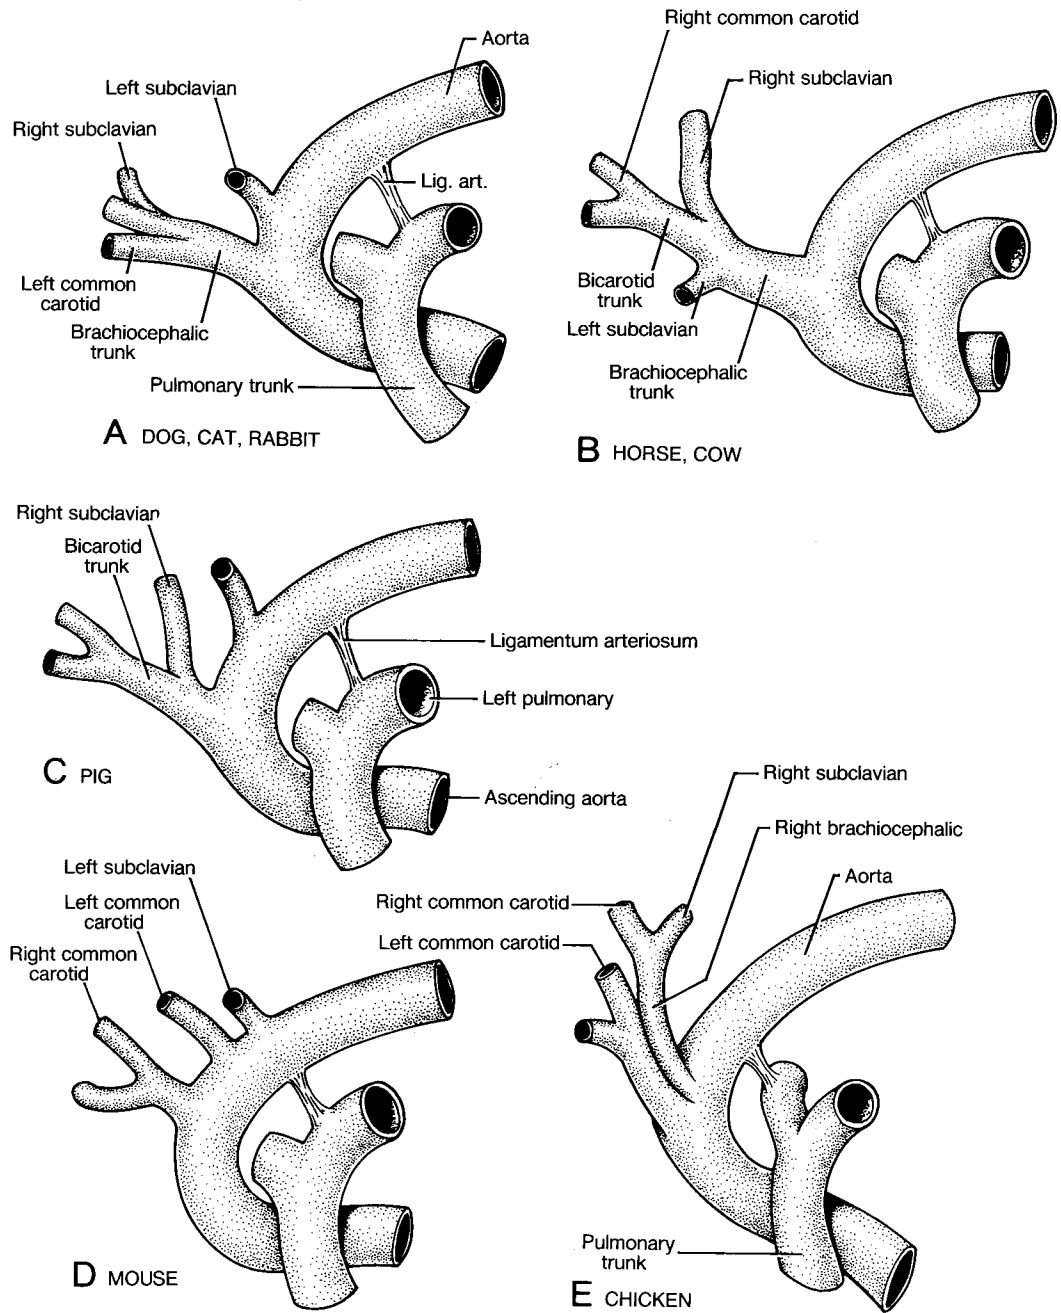 Aorta
Left subclavian
Right subclavian
Lig. art.
Left common
carotid
Brachiocephalic
trunk
Pulmonary trunk
A DOG, CAT, RABBIT
Right common carotid
Right subclavian
Bicarotid
trunk
Left subclavian
Brachiocephalic
trunk
B HORSE, COW
Right subclavian
Bicarotid
trunk
Ligamentum arteriosum
Left pulmonary
Ascending aorta
C PIG
Left subclavian
Left common
carotid
Right common
carotid
D MOUSE
Right subclavian
Right brachiocephalic
Aorta
Right common carotid
Left common carotid
Pulmonary
trunk
E CHICKEN